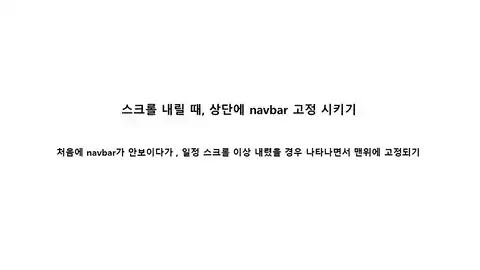 스크롤 내릴 때, 상단에 navbar 고정 시키기
처음에 navbar가 안보이다가 , 일정 스크롤 이상 내렸을 경우 나타나면서 맨위에 고정되기